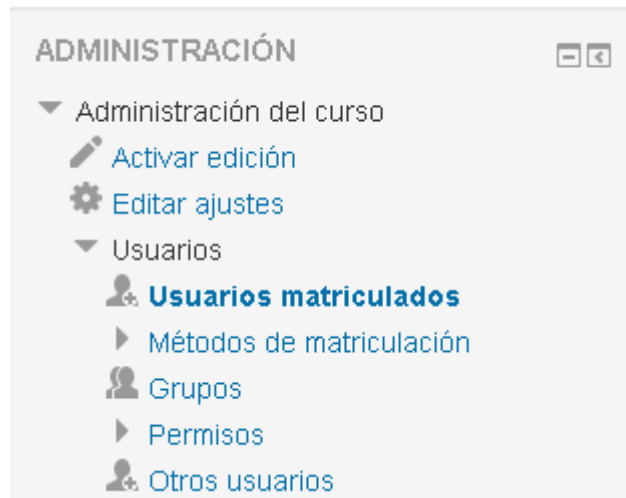 ADMINISTRACIÓN
Administración del curso
Activar edición
Editar ajustes
Usuarios
Usuarios matriculados
Métodos de matriculación
Grupos
Permisos
Otros usuarios